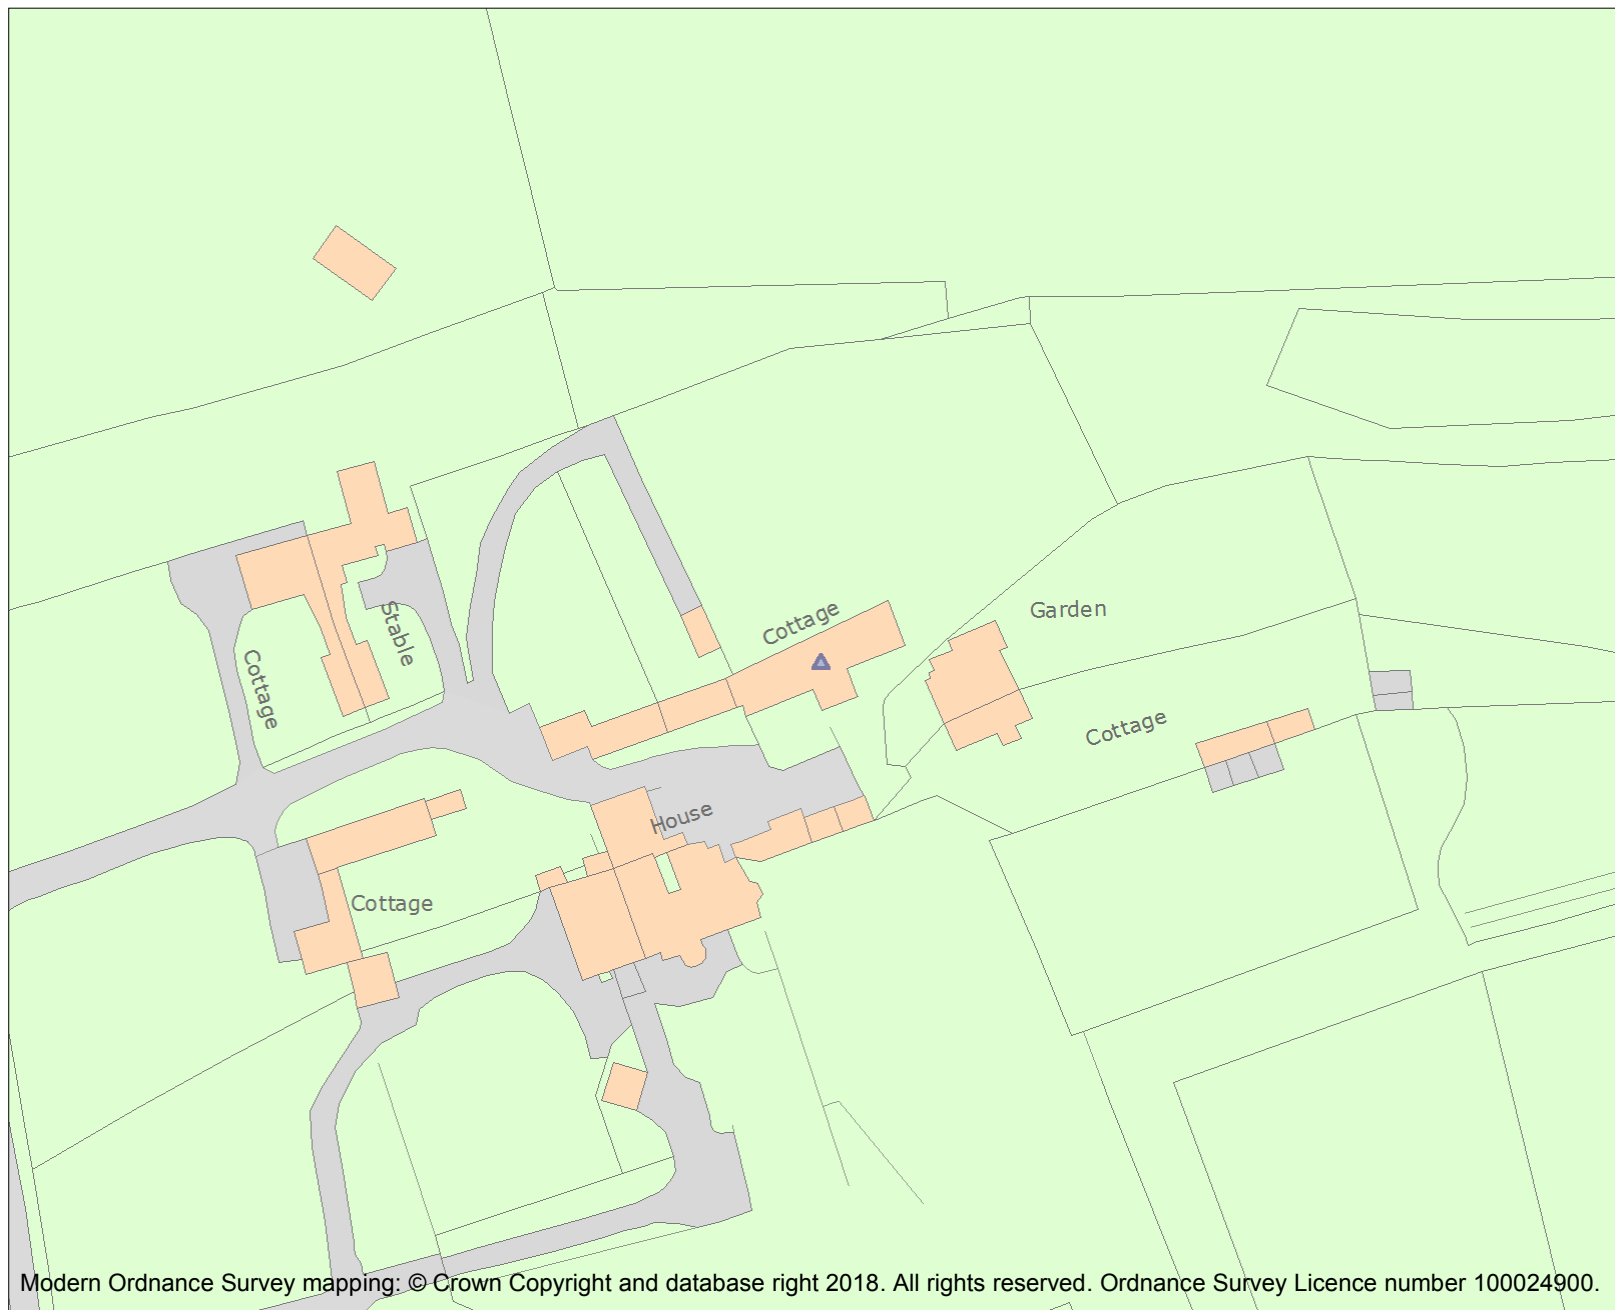 Cottage
Garden
Stable
Cottage
Cottage
House
Cottage
Modern Ordnance Survey mapping: © Crown Copyright and database right 2018. All rights reserved. Ordnance Survey Licence number 100024900.